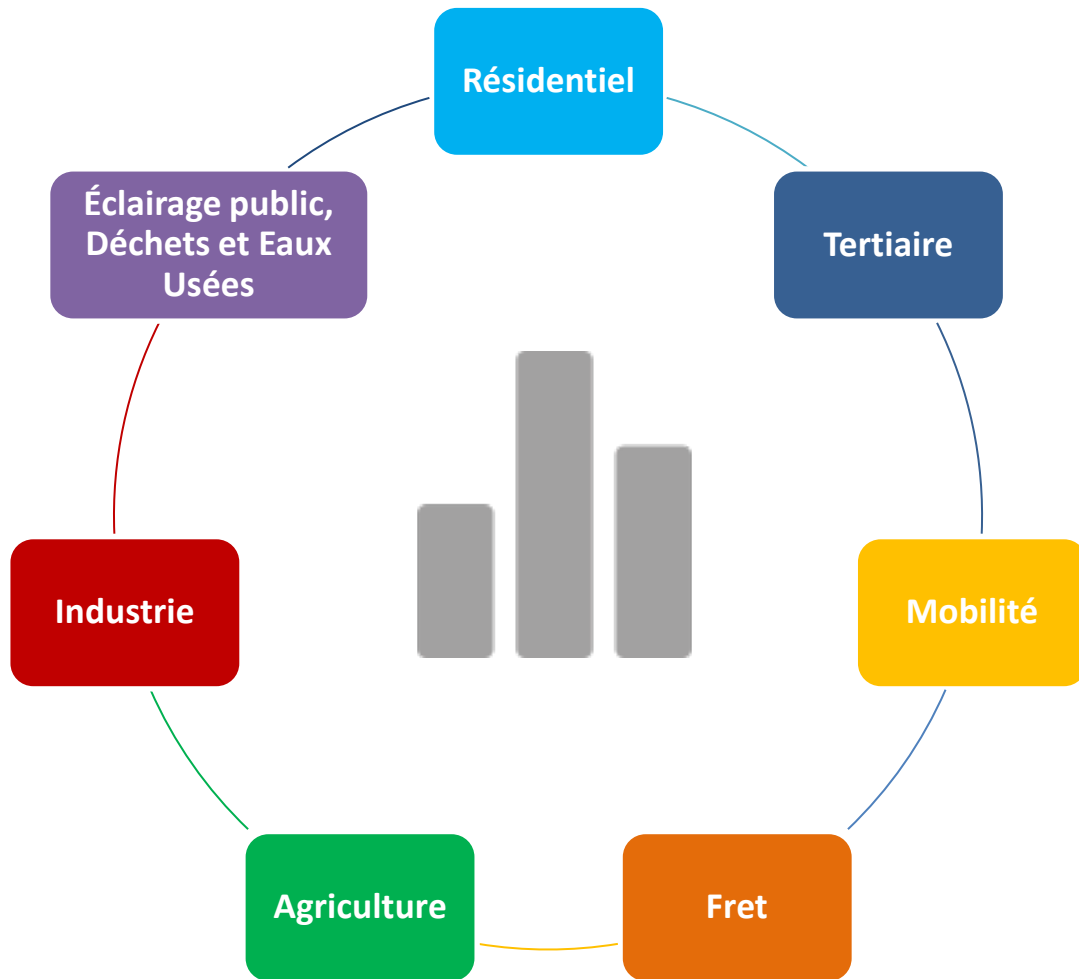 Résidentiel
Éclairage public,
Déchets et Eaux
Usées
Tertiaire
Industrie
Mobilité
Agriculture
Fret